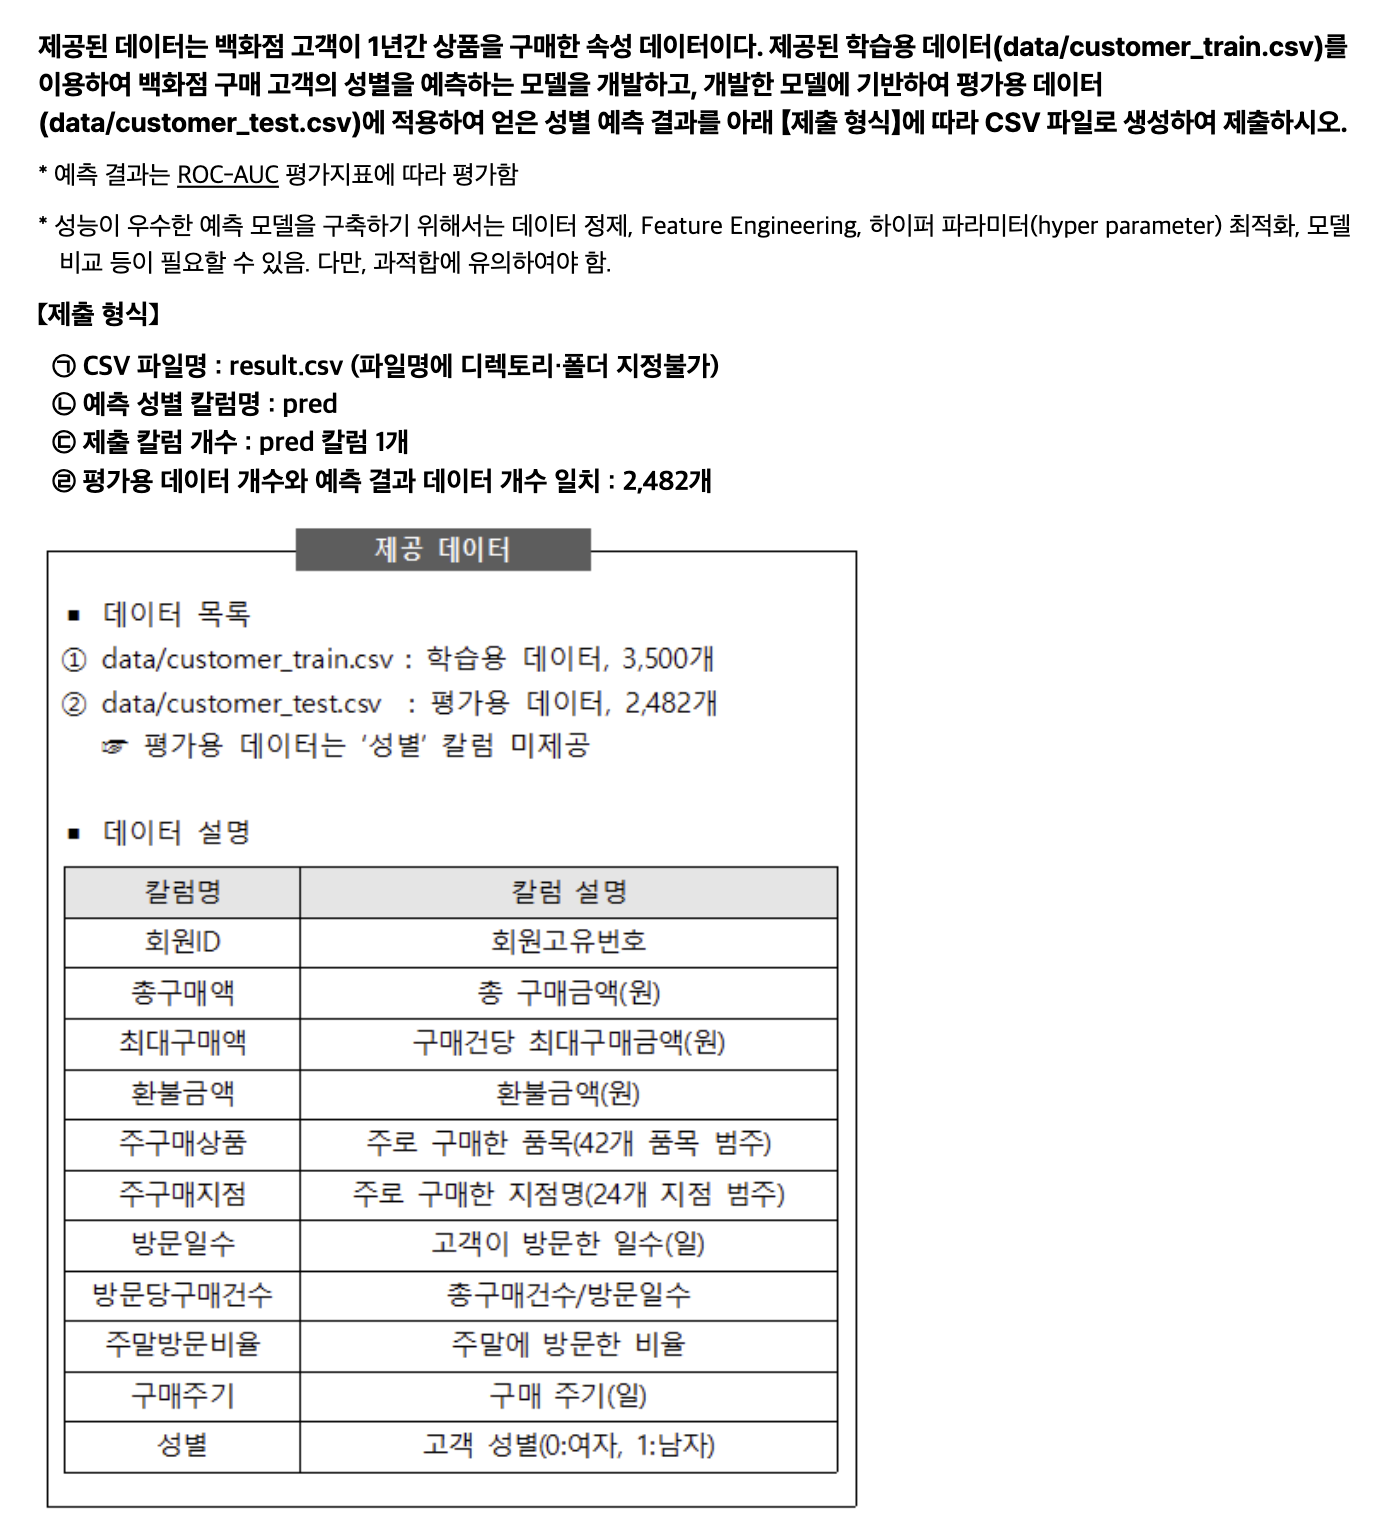 제공된 데이터는 백화점 고객이 1년간 상품을 구매한 속성 데이터이다. 제공된 학습용 데이터(data/customer_train.csv)를
이용하여 백화점 구매 고객의 성별을 예측하는 모델을 개발하고, 개발한 모델에 기반하여 평가용 데이터
(data/customer_test.csv)에 적용하여 얻은 성별 예측 결과를 아래 【제출 형식】에 따라 CSV 파일로 생성하여 제출하시오.
* 예측 결과는 ROC-AUC 평가지표에 따라 평가함
* 성능이 우수한 예측 모델을 구축하기 위해서는 데이터 정제, Feature Engineering, 하이퍼 파라미터(hyper parameter) 최적화, 모델
비교 등이 필요할 수 있음. 다만, 과적합에 유의하여야 함.
【제출 형식】
㉠ CSV 파일명 : result.csv (파일명에 디렉토리·폴더 지정불가)
㉡ 예측 성별 칼럼명 : pred
㉢ 제출 칼럼 개수 : pred 칼럼 1개
㉣ 평가용 데이터 개수와 예측 결과 데이터 개수 일치 : 2,482개
제공 데이터
▪ 데이터 목록
① data/customer_train.csv : 학습용 데이터, 3,500개
② data/customer_test.csv : 평가용 데이터, 2,482개
☞ 평가용 데이터는 '성별' 칼럼 미제공
▪ 데이터 설명
칼럼명 칼럼 설명
회원ID 회원고유번호
총구매액 총 구매금액(원)
최대구매액 구매건당 최대구매금액(원)
환불금액 환불금액(원)
주구매상품 주로 구매한 품목(42개 품목 범주)
주구매지점 주로 구매한 지점명(24개 지점 범주)
방문일수 고객이 방문한 일수(일)
방문당구매건수 총구매건수/방문일수
주말방문비율 주말에 방문한 비율
구매주기 구매 주기(일)
성별 고객 성별(0:여자, 1:남자)